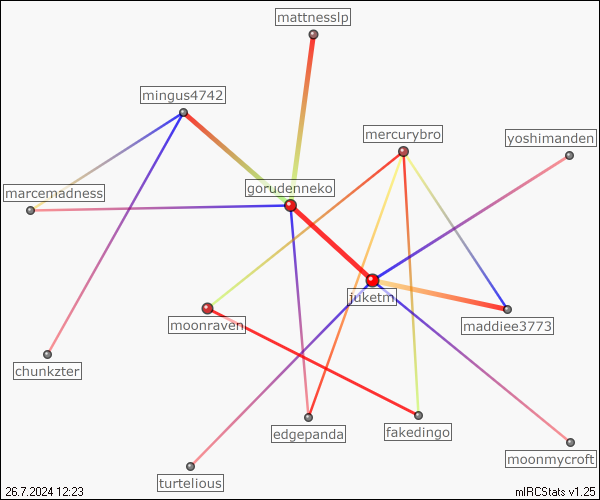 mattnesslp
mingus4742
mercurybro
yoshimanden
marcemadness
gorudenneko
juketm
moonraven
maddiee3773
chunkzter
edgepanda
fakedingo
moonmycroft
turtelious
26.7.2024 12:23
mIRCStats v1.25